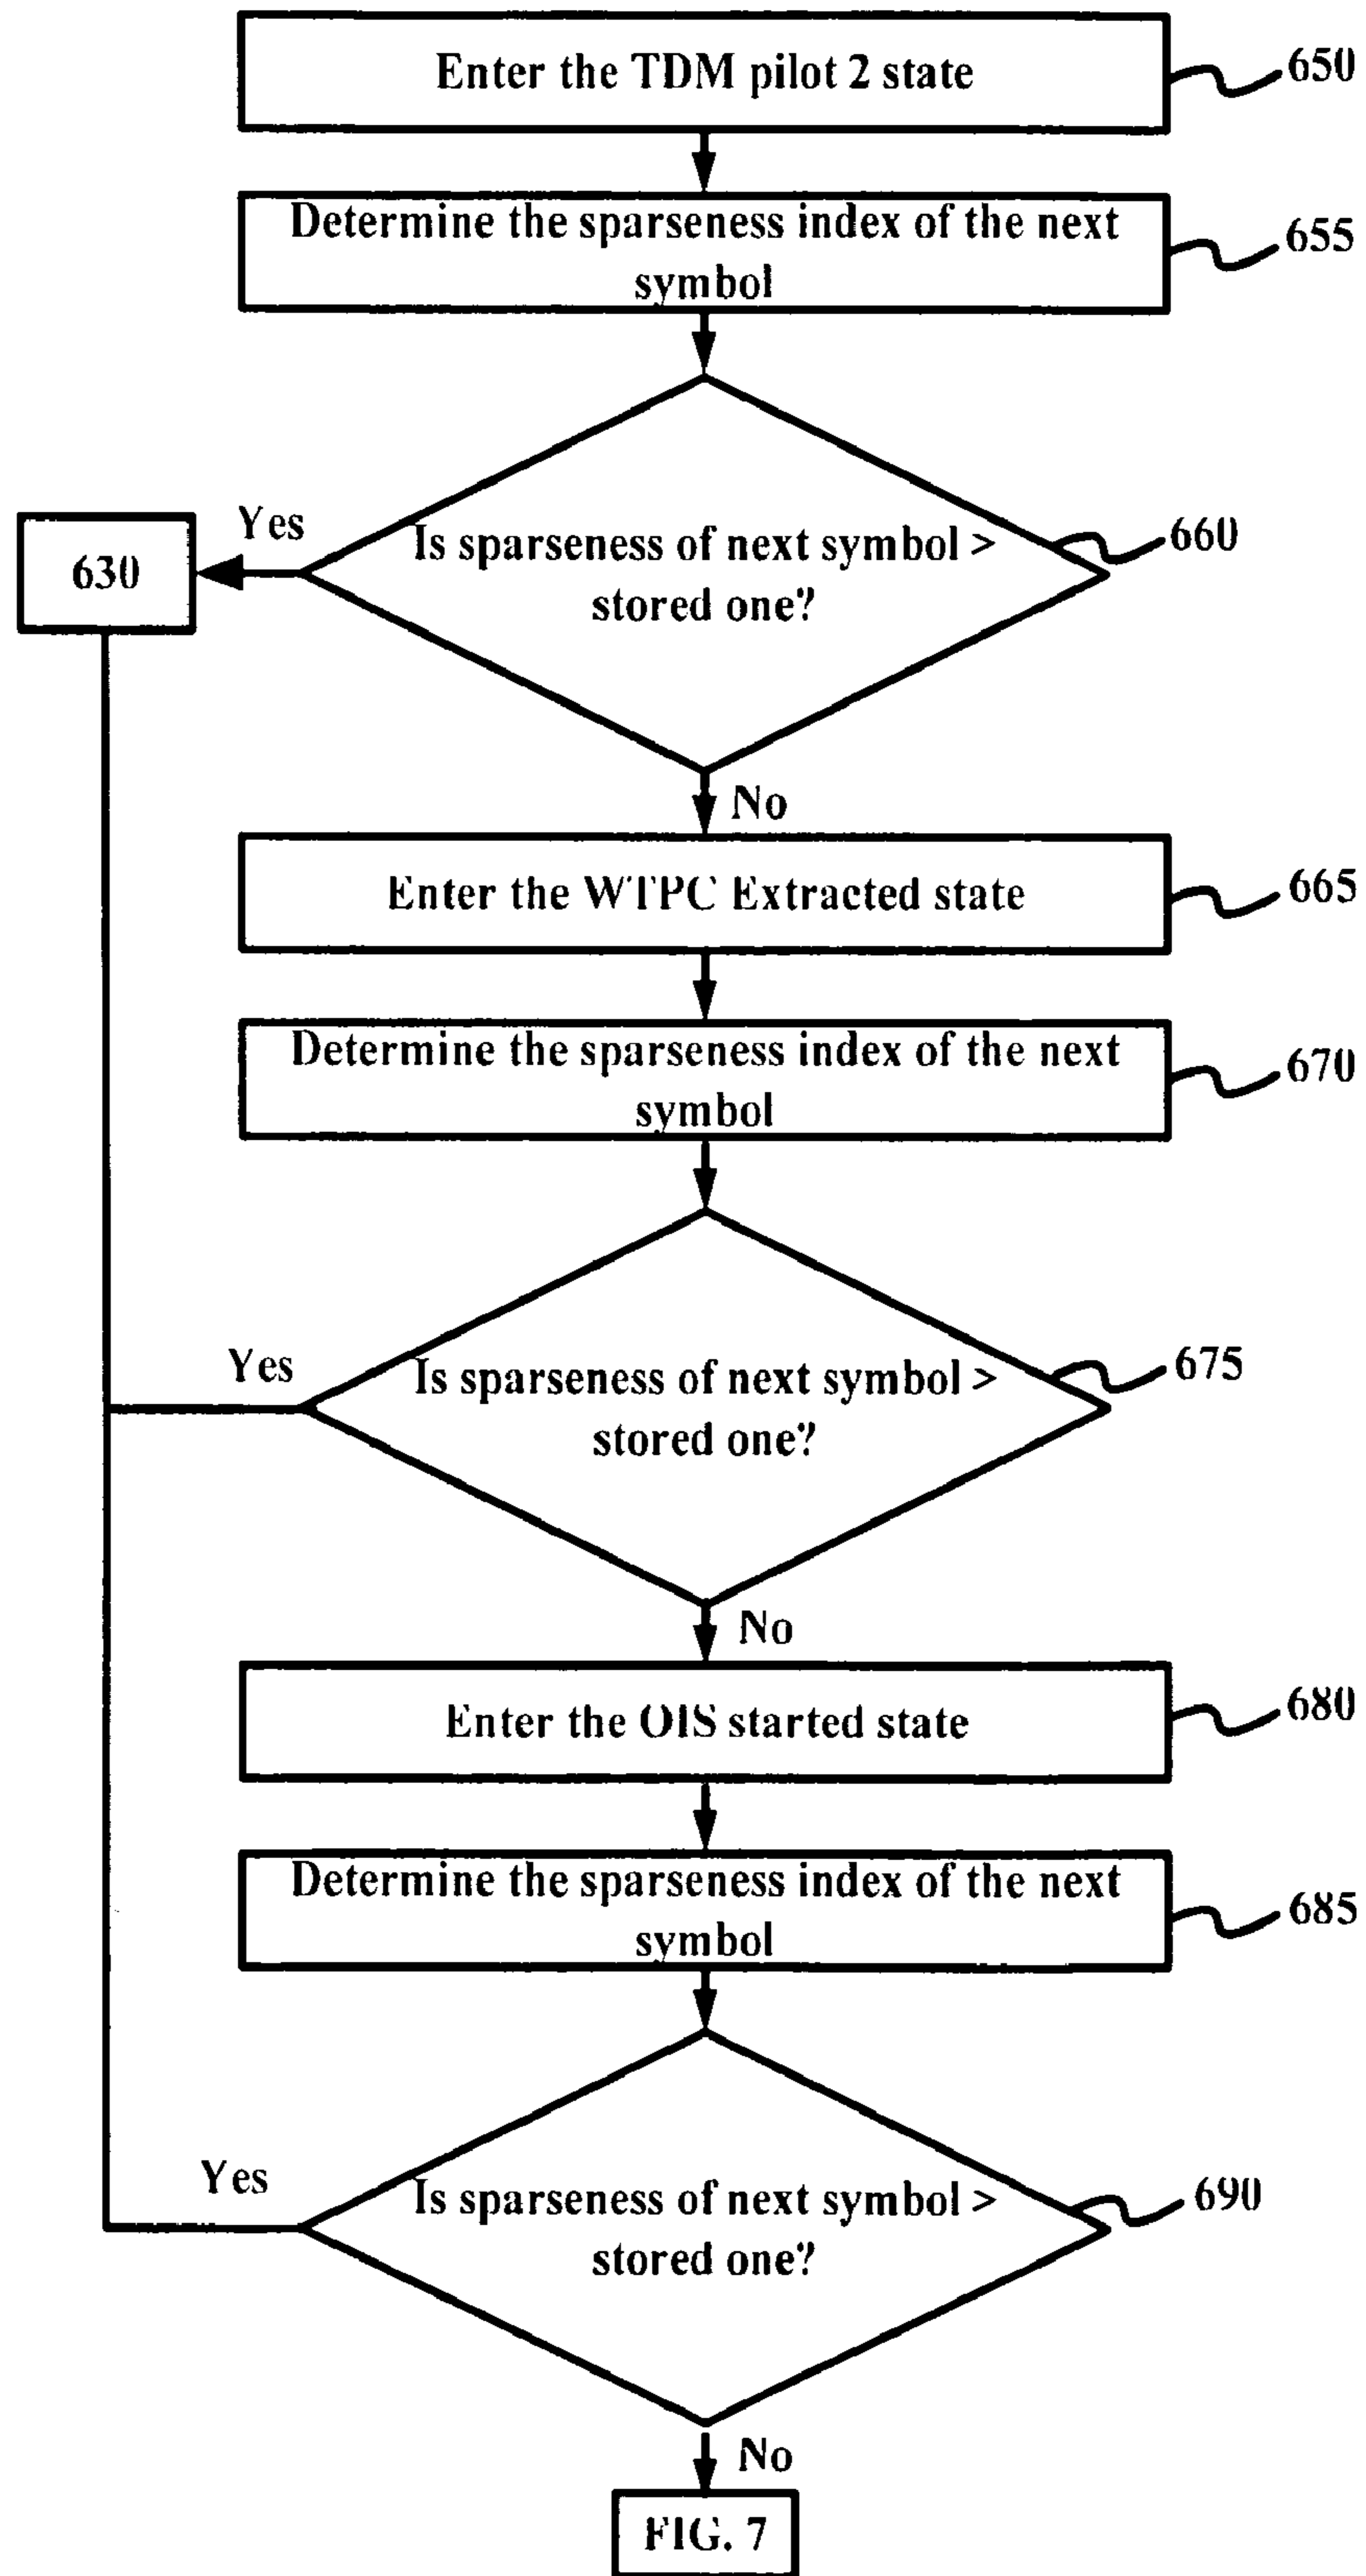 Enter the TDM pilot 2 state
650
Determine the sparseness index of the next
symbol
655
Yes
630
Is sparseness of next symbol >
stored one?
660
No
Enter the WTPC Extracted state
665
Determine the sparseness index of the next
symbol
670
Yes
Is sparseness of next symbol >
stored one?
675
No
Enter the OIS started state
680
Determine the sparseness index of the next
symbol
685
Yes
Is sparseness of next symbol >
stored one?
690
No
FIG. 7